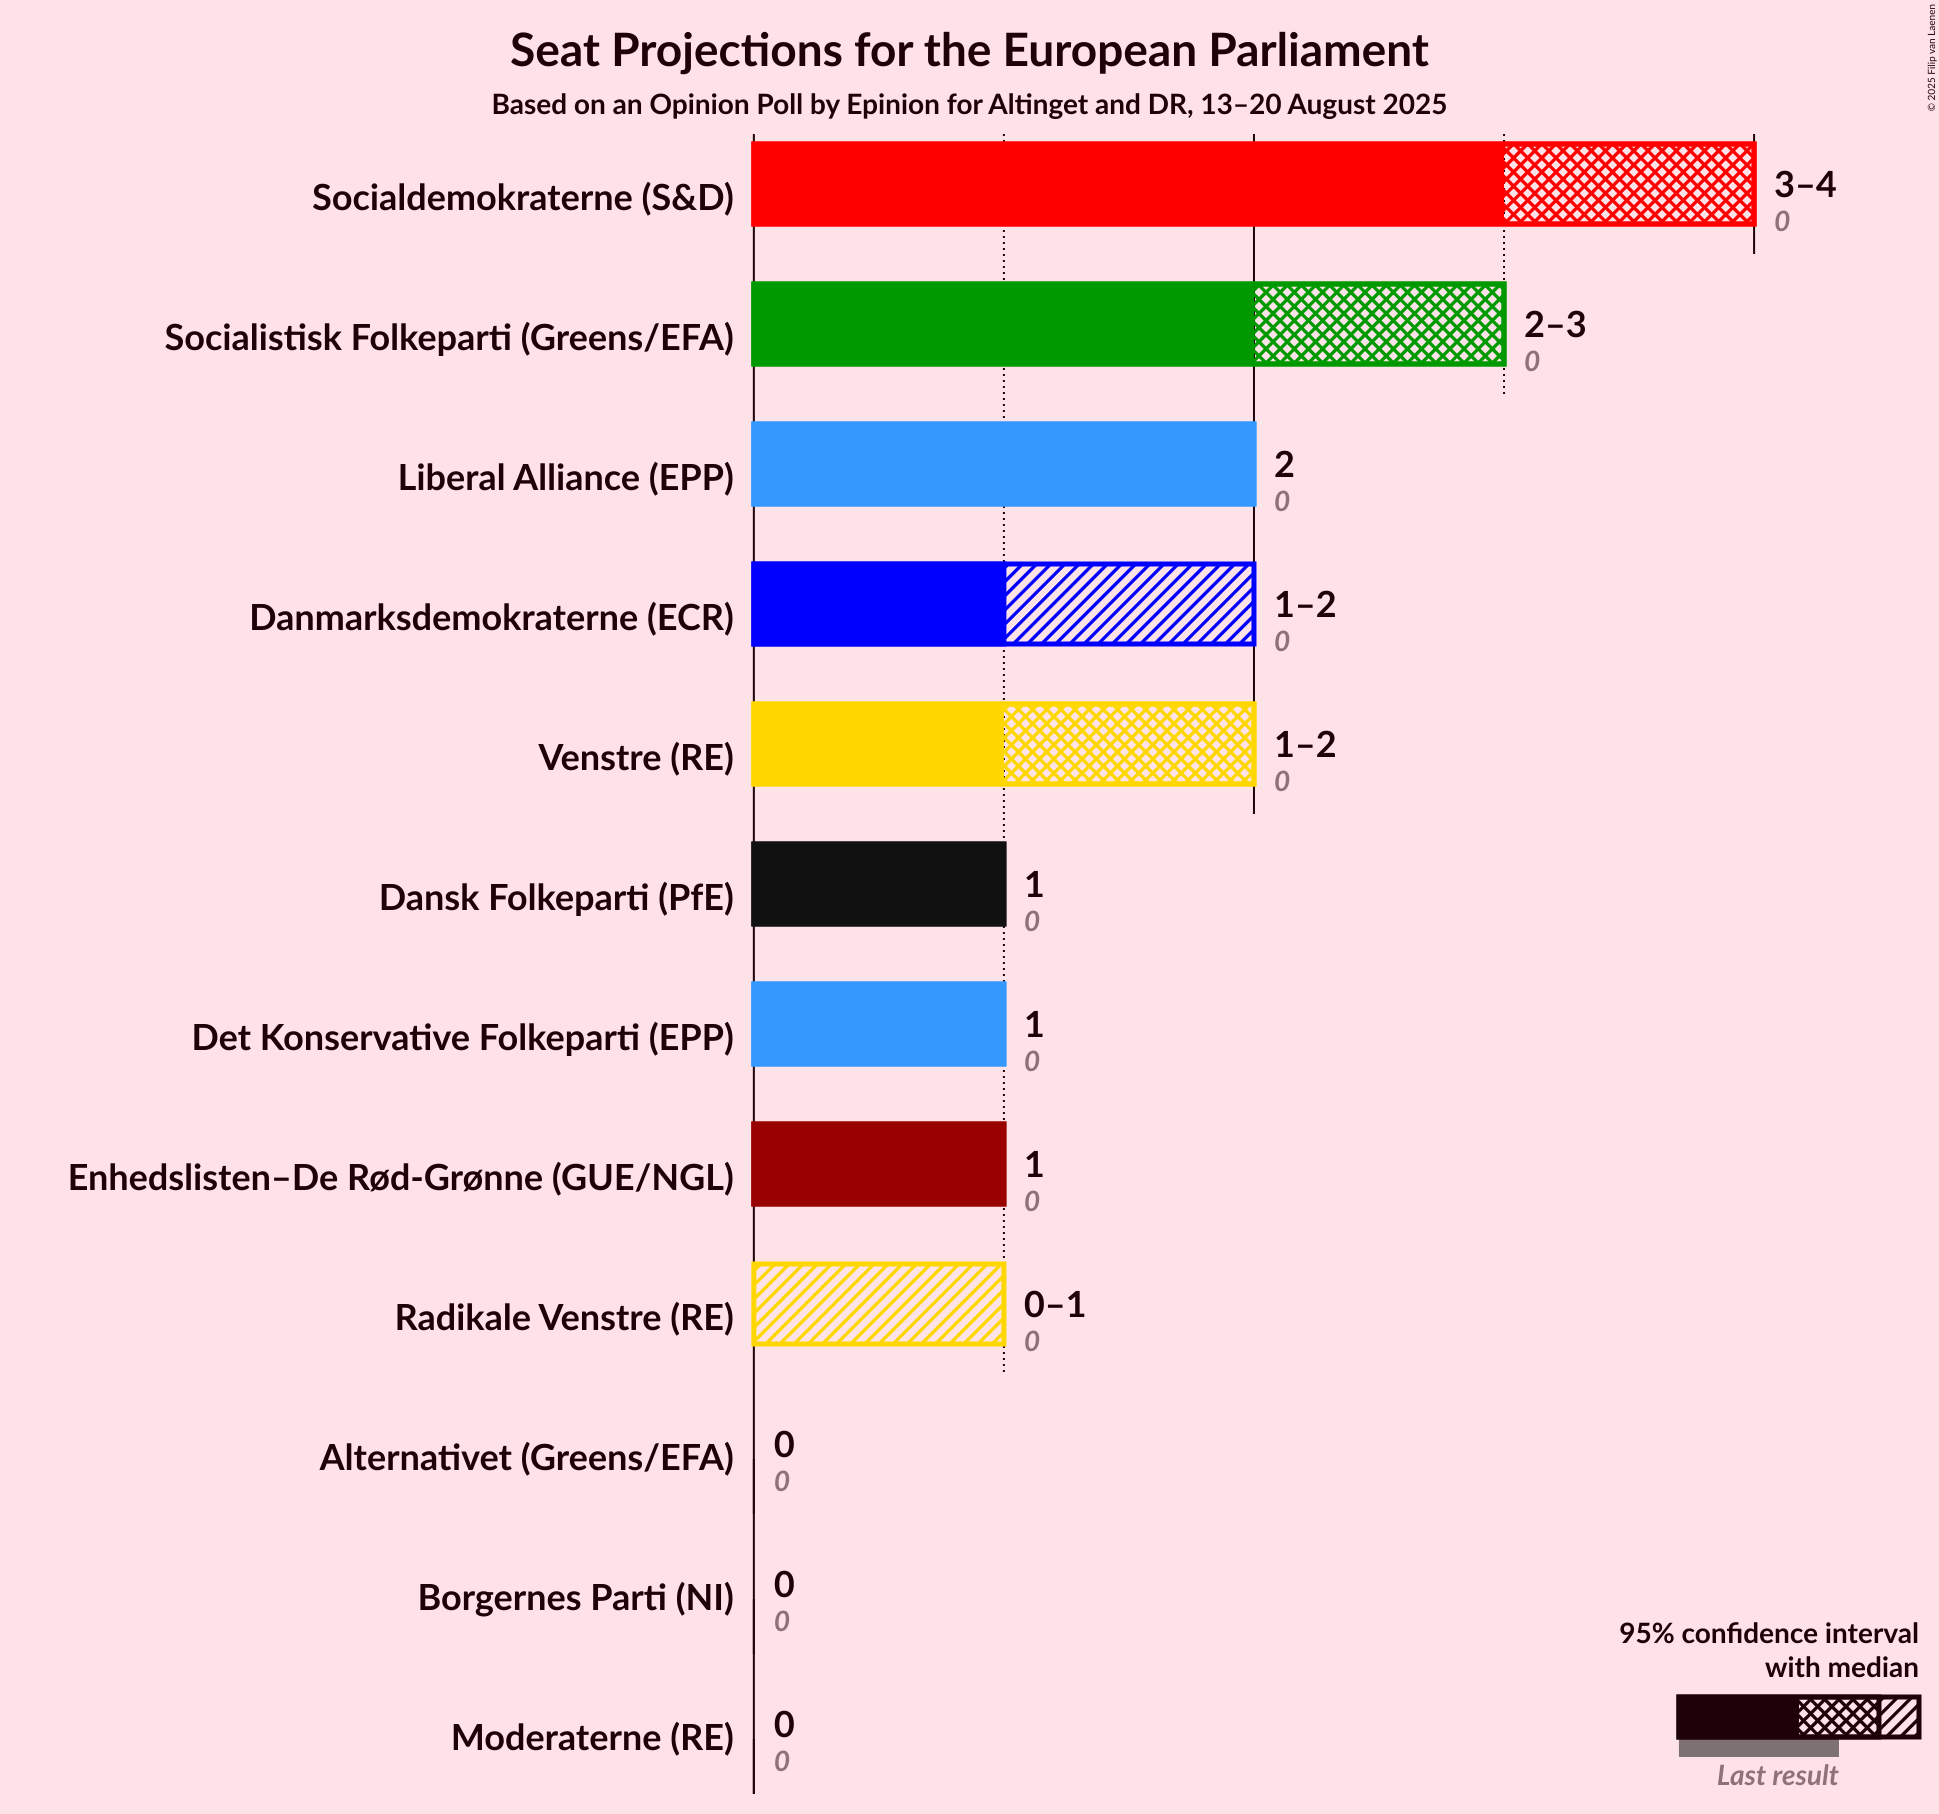 Seat Projections for the European Parliament
Based on an Opinion Poll by Epinion for Altinget and DR, 13–20 August 2025
© 2025 Filip van Laenen
Socialdemokraterne (S&D)
3–4
0
Socialistisk Folkeparti (Greens/EFA)
2–3
0
Liberal Alliance (EPP)
2
0
Danmarksdemokraterne (ECR)
1–2
0
Venstre (RE)
1–2
0
Dansk Folkeparti (PfE)
1
0
Det Konservative Folkeparti (EPP)
1
0
Enhedslisten–De Rød-Grønne (GUE/NGL)
1
0
Radikale Venstre (RE)
0–1
0
Alternativet (Greens/EFA)
0
0
Borgernes Parti (NI)
0
0
Moderaterne (RE)
0
0
95% confidence interval
with median
Last result